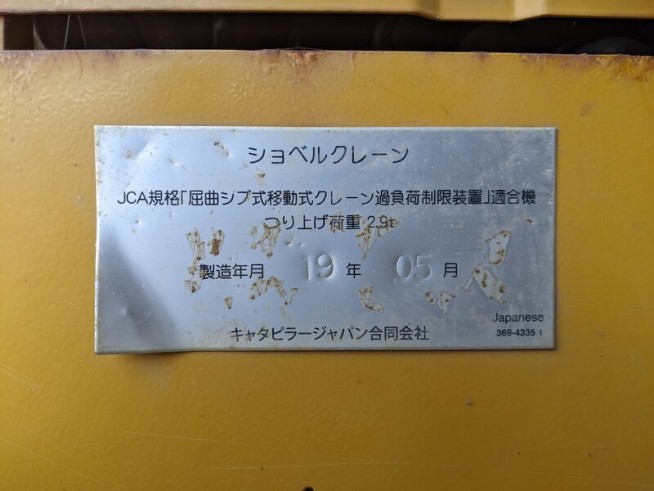 ショベルクレーン
JCA規格「屈曲ジブ式移動式クレーン過負荷制限装置」適合機
つり上げ荷重 2.9t
製造年月 19 年 05 月
キャタピラージャパン合同会社
Japanese
369-4335 1